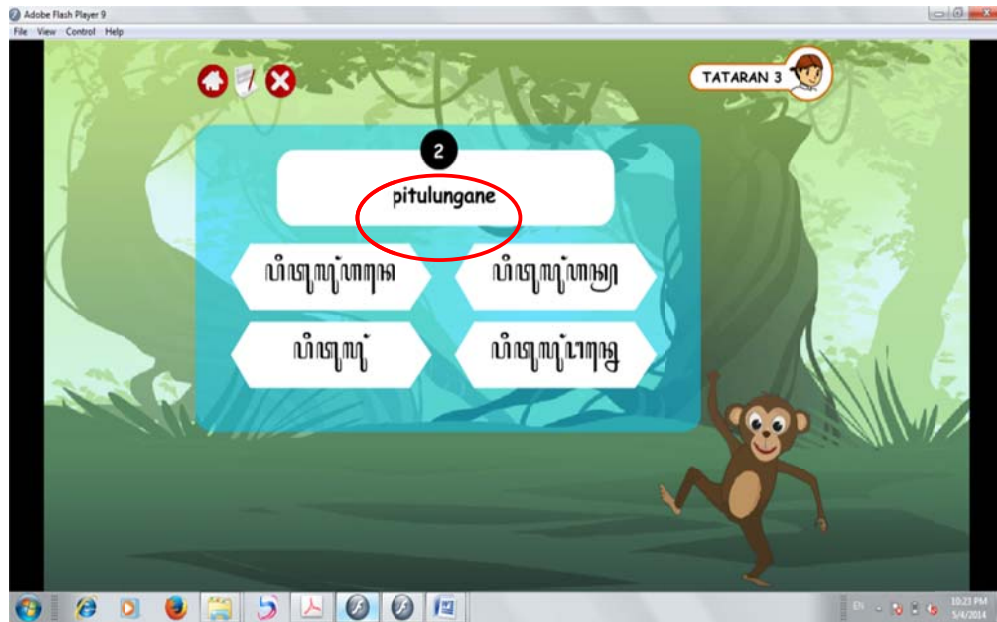 Adobe Flash Player 9
File View Control Help
TATARAN 3
2
pitulungane
ꦥꦶꦠꦸꦭꦸꦁꦲꦤꦺ
ꦥꦶꦠꦸꦭꦸꦁ
EN
10:23 PM
5/4/2014